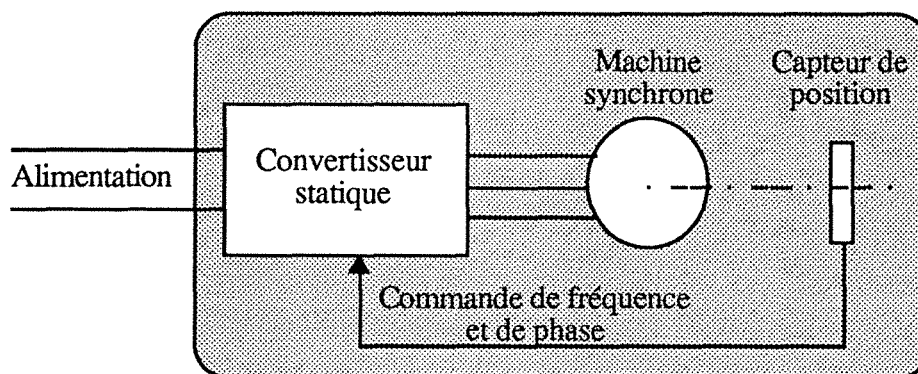 Machine
synchrone
Capteur de
position
Alimentation
Convertisseur
statique
Commande de fréquence
et de phase